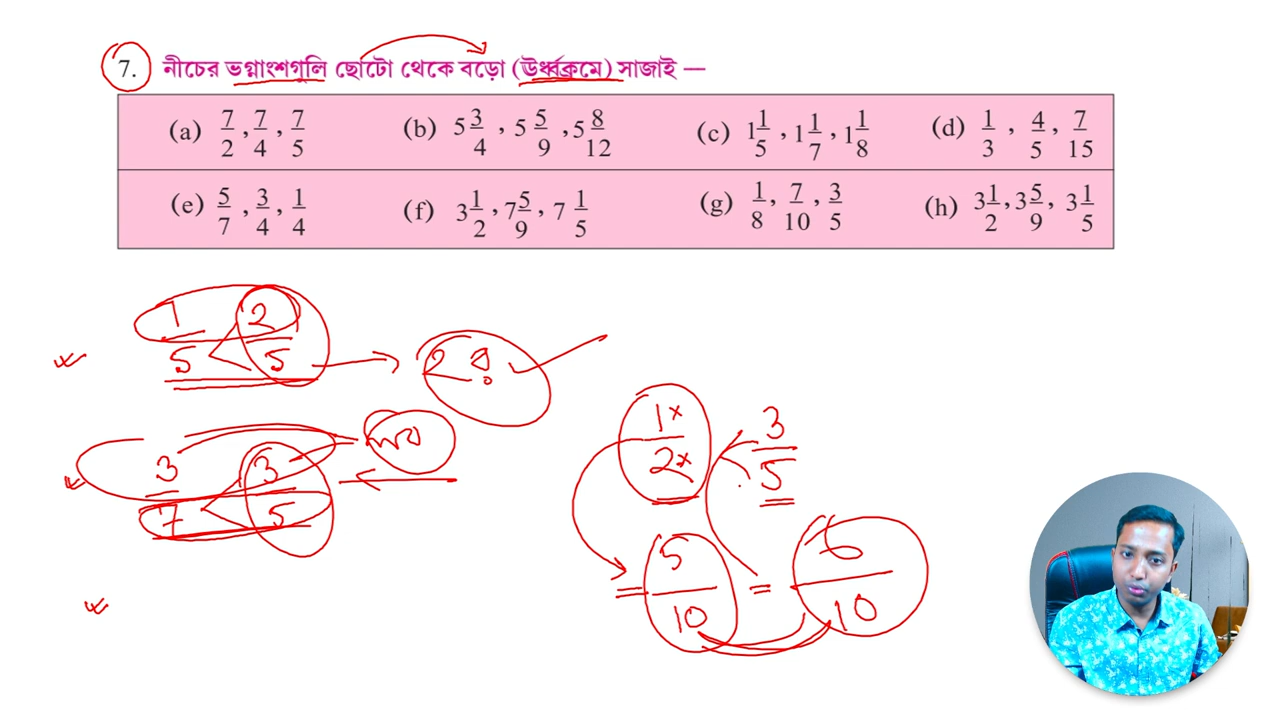 7. নীচের ভগ্নাংশগুলি ছোটো থেকে বড়ো (উর্ধ্বক্রমে) সাজাই —
(a) 7/2, 7/4, 7/5 (b) 5 3/4, 5 5/9, 5 8/12 (c) 1 1/5, 1 1/7, 1 1/8 (d) 1/3, 4/5, 7/15
(e) 5/7, 3/4, 1/4 (f) 3 1/2, 7 5/9, 7 1/5 (g) 1/8, 7/10, 3/5 (h) 3 1/2, 3 5/9, 3 1/5
1/5 < 2/5
3/7 < 3/5
1×/2× < 3/5
= 5/10 = 6/10